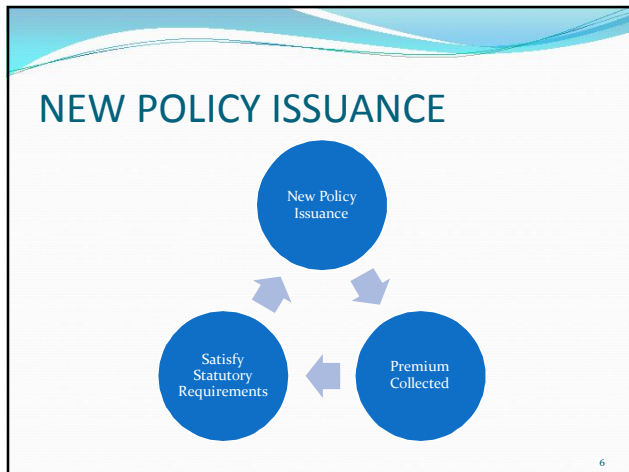 NEW POLICY ISSUANCE
New Policy
Issuance
Satisfy
Statutory
Requirements
Premium
Collected
6